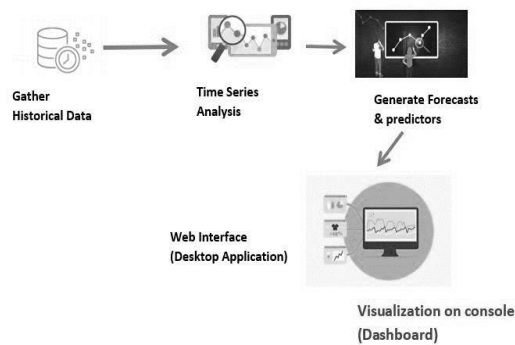 Gather
Historical Data
Time Series
Analysis
Generate Forecasts
& predictors
Web Interface
(Desktop Application)
Visualization on console
(Dashboard)